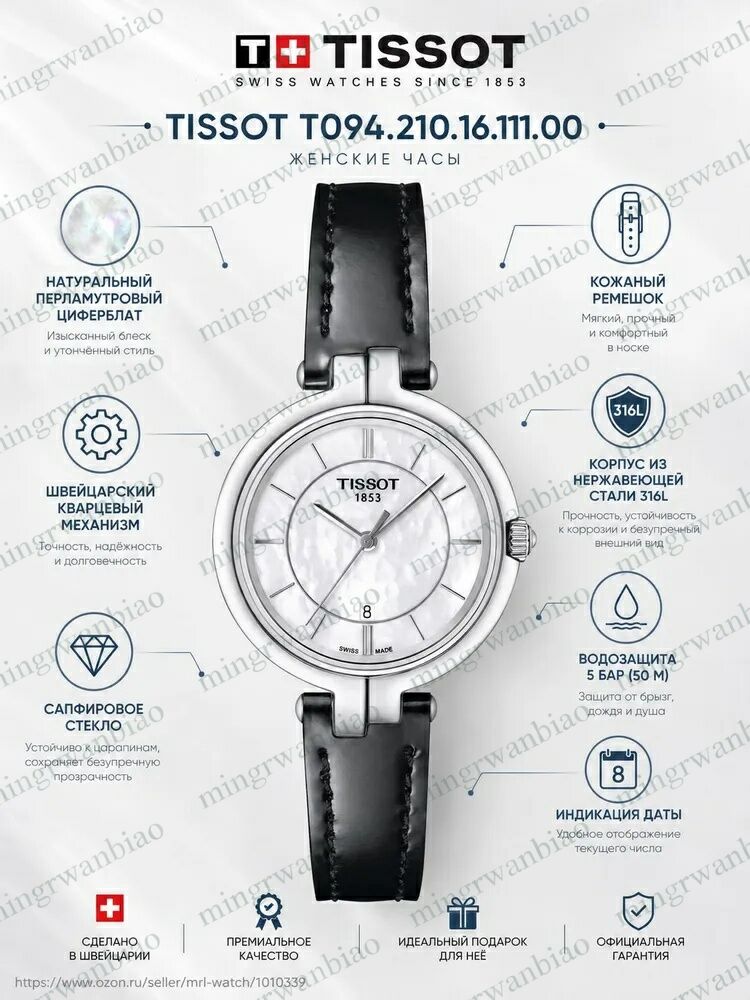 T+ TISSOT
SWISS WATCHES SINCE 1853
TISSOT T094.210.16.111.00
ЖЕНСКИЕ ЧАСЫ
НАТУРАЛЬНЫЙ
ПЕРЛАМУТРОВЫЙ
ЦИФЕРБЛАТ
Изысканный блеск
и утончённый стиль
КОЖАНЫЙ
РЕМЕШОК
Мягкий, прочный
и комфортный
в носке
ШВЕЙЦАРСКИЙ
КВАРЦЕВЫЙ
МЕХАНИЗМ
Точность, надёжность
и долговечность
316L
КОРПУС ИЗ
НЕРЖАВЕЮЩЕЙ
СТАЛИ 316L
Прочность, устойчивость
к коррозии и безупречный
внешний вид
TISSOT
1853
8
SWISS MADE
САПФИРОВОЕ
СТЕКЛО
Устойчиво к царапинам,
сохраняет безупречную
прозрачность
ВОДОЗАЩИТА
5 БАР (50 М)
Защита от брызг,
дождя и душа
8
ИНДИКАЦИЯ ДАТЫ
Удобное отображение
текущего числа
СДЕЛАНО
В ШВЕЙЦАРИИ
ПРЕМИАЛЬНОЕ
КАЧЕСТВО
ИДЕАЛЬНЫЙ ПОДАРОК
ДЛЯ НЕЁ
ОФИЦИАЛЬНАЯ
ГАРАНТИЯ
https://www.ozon.ru/seller/mrl-watch/1010339
mingrwanbiao